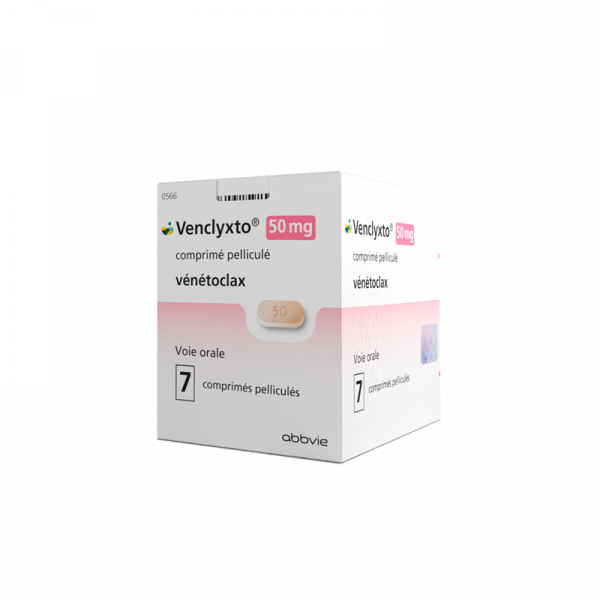 0566
Venclyxto® 50 mg
comprimé pelliculé
vénétoclax
50
Voie orale
7 comprimés pelliculés
abbvie
Venclyxto® 50 mg
comprimé pelliculé
vénétoclax
Voie orale
7 comprimés pelliculés